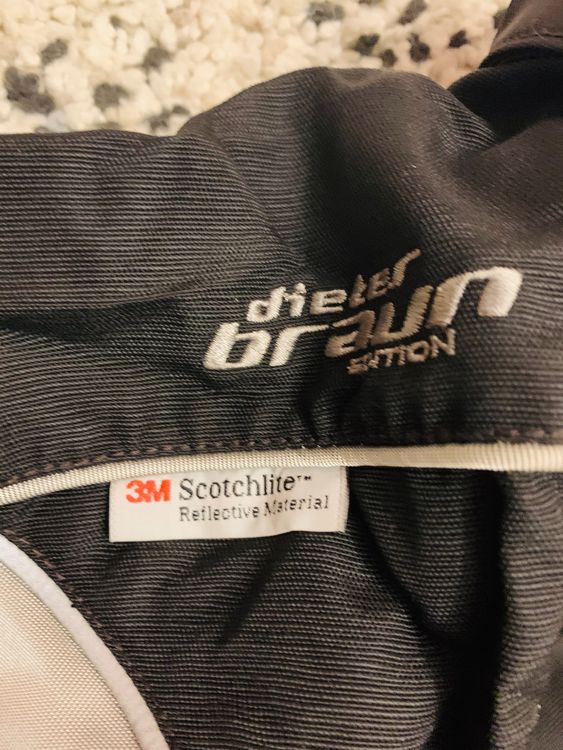 dieter
braun
EDITION
3M Scotchlite™
Reflective Material